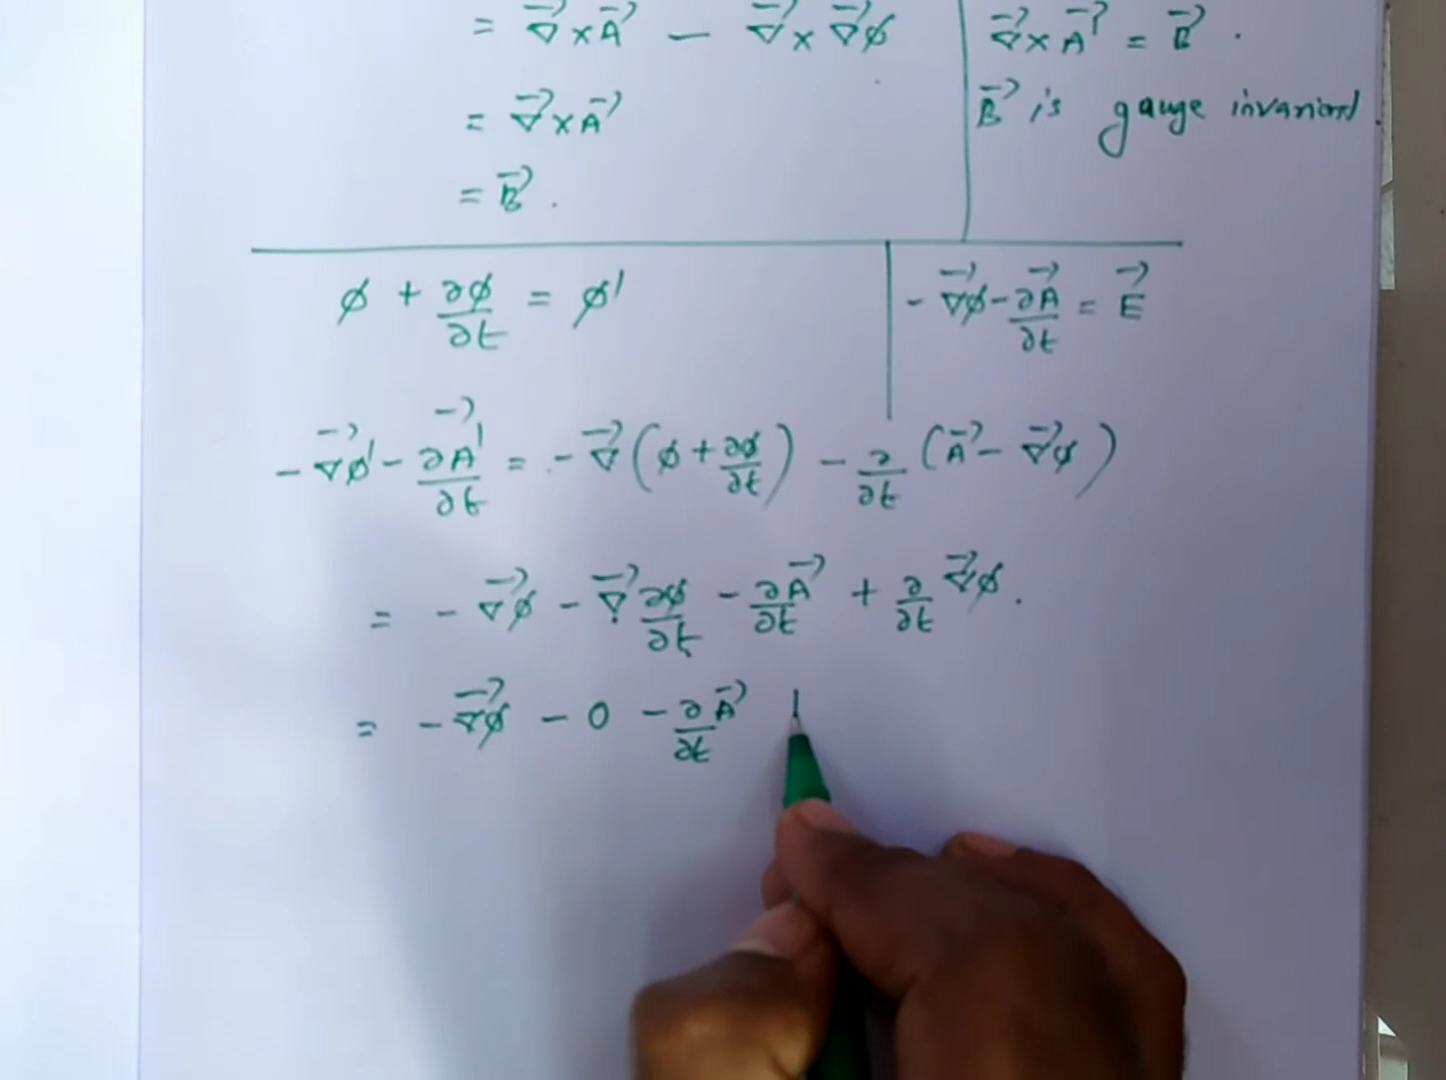 = ∇⃗ × A⃗ − ∇⃗ × ∇⃗ϕ
= ∇⃗ × A⃗
= B⃗ .
∇⃗ × A⃗' = B⃗ .
B⃗ is gauge invariant .
ϕ + ∂ϕ/∂t = ϕ'
- ∇⃗ϕ - ∂A⃗/∂t = E⃗
- ∇⃗ϕ' - ∂A⃗'/∂t = - ∇⃗(ϕ + ∂ϕ/∂t) - ∂/∂t (A⃗ - ∇⃗ϕ)
= - ∇⃗ϕ - ∇⃗ ∂ϕ/∂t - ∂A⃗/∂t + ∂/∂t ∇⃗ϕ .
= - ∇⃗ϕ - 0 - ∂A⃗/∂t